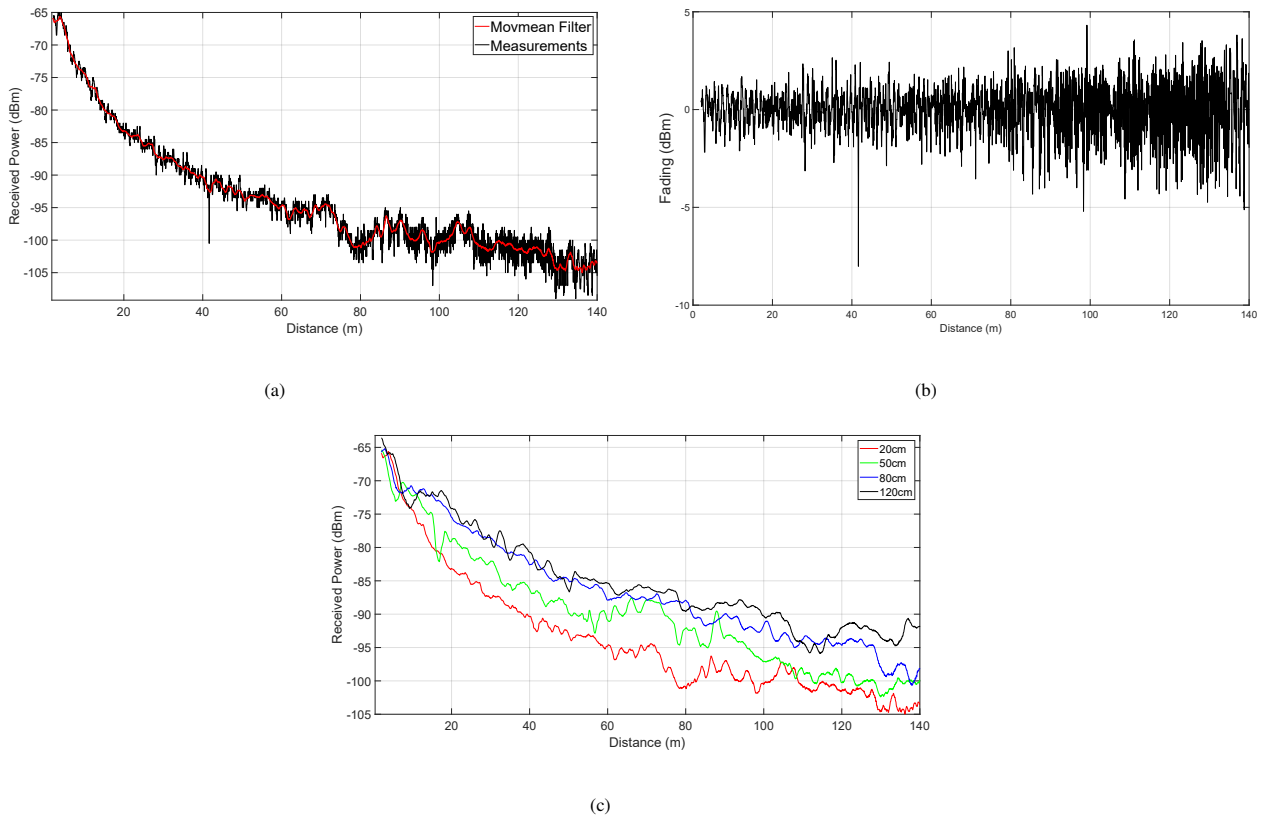 -65
-70
-75
-80
-85
-90
-95
-100
-105
20
40
60
80
100
120
140
Received Power (dBm)
Distance (m)
Movmean Filter
Measurements
(a)
5
0
-5
-10
0
20
40
60
80
100
120
140
Fading (dBm)
Distance (m)
(b)
-65
-70
-75
-80
-85
-90
-95
-100
-105
20
40
60
80
100
120
140
Received Power (dBm)
Distance (m)
20cm
50cm
80cm
120cm
(c)